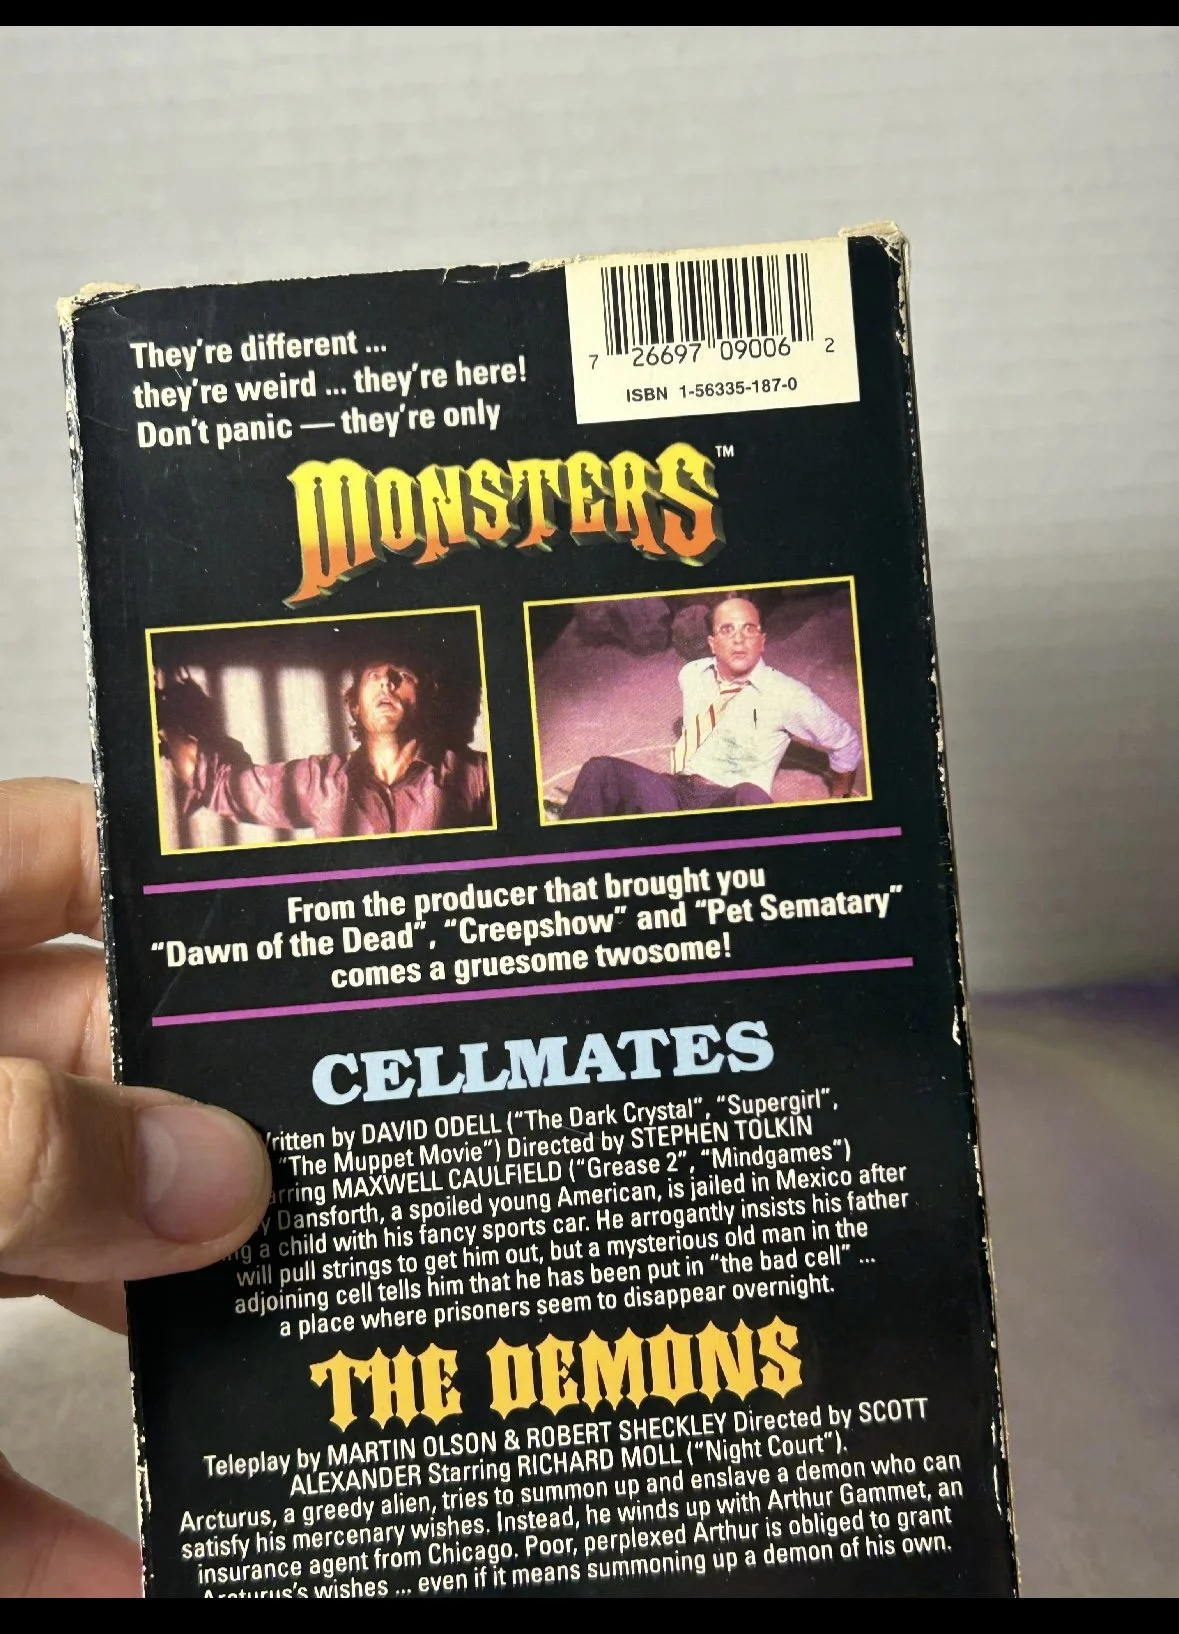 They're different ...
they're weird ... they're here!
Don't panic — they're only
7 26697 09006 2
ISBN 1-56335-187-0
MONSTERS™
From the producer that brought you
"Dawn of the Dead", "Creepshow" and "Pet Sematary"
comes a gruesome twosome!
CELLMATES
ritten by DAVID ODELL ("The Dark Crystal", "Supergirl",
"The Muppet Movie") Directed by STEPHEN TOLKIN
rring MAXWELL CAULFIELD ("Grease 2", "Mindgames")
y Dansforth, a spoiled young American, is jailed in Mexico after
ng a child with his fancy sports car. He arrogantly insists his father
will pull strings to get him out, but a mysterious old man in the
adjoining cell tells him that he has been put in "the bad cell" ...
a place where prisoners seem to disappear overnight.
THE DEMONS
Teleplay by MARTIN OLSON & ROBERT SHECKLEY Directed by SCOTT
ALEXANDER Starring RICHARD MOLL ("Night Court").
Arcturus, a greedy alien, tries to summon up and enslave a demon who can
satisfy his mercenary wishes. Instead, he winds up with Arthur Gammet, an
insurance agent from Chicago. Poor, perplexed Arthur is obliged to grant
Arcturus's wishes ... even if it means summoning up a demon of his own.